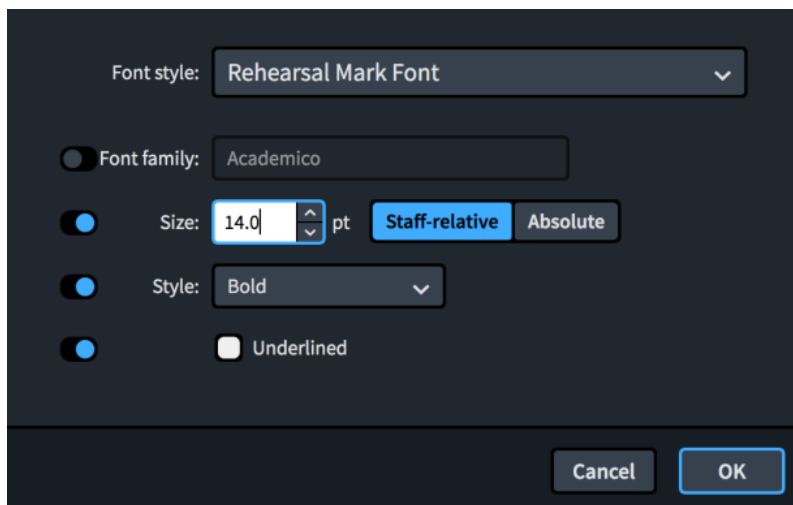 Font style: Rehearsal Mark Font
Font family: Academico
Size: 14.0 pt Staff-relative Absolute
Style: Bold
Underlined
Cancel OK